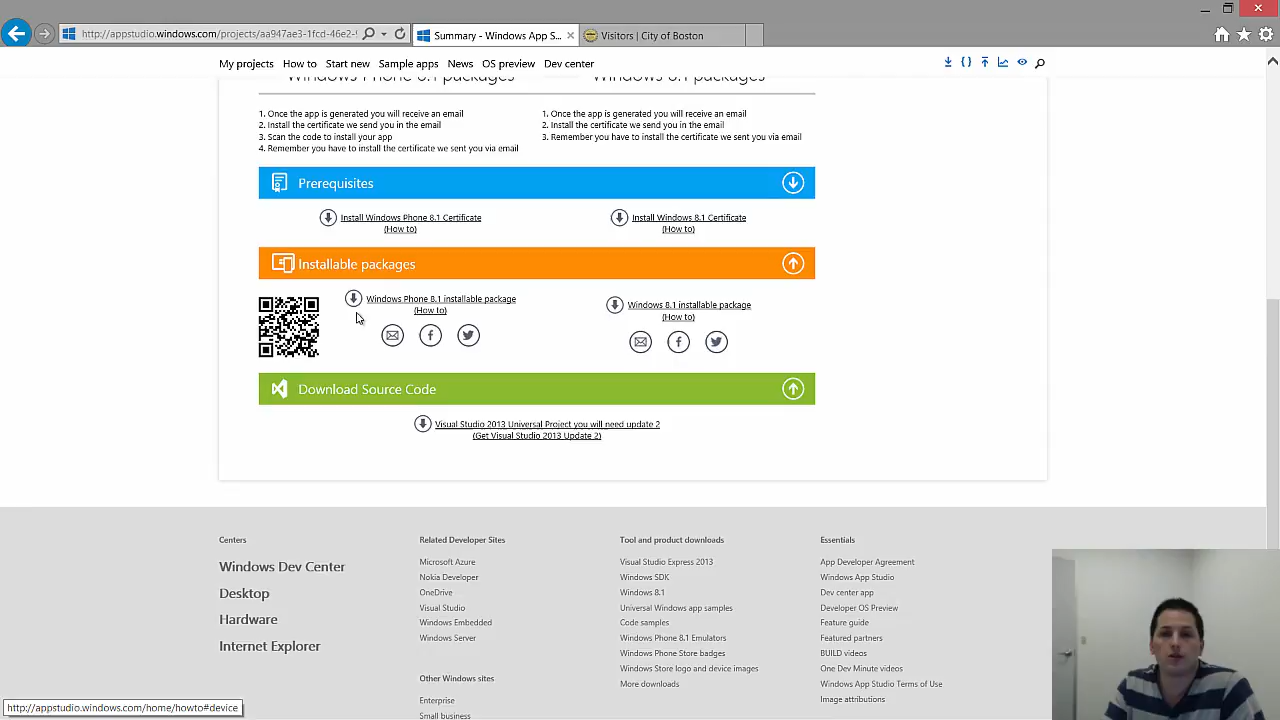 http://appstudio.windows.com/projects/aa947ae3-1fcd-46e2-
Summary - Windows App S...
Visitors | City of Boston
My projects How to Start new Sample apps News OS preview Dev center
Windows Phone 8.1 packages
Windows 8.1 packages
1. Once the app is generated you will receive an email
2. Install the certificate we send you in the email
3. Scan the code to install your app
4. Remember you have to install the certificate we sent you via email
1. Once the app is generated you will receive an email
2. Install the certificate we send you in the email
3. Remember you have to install the certificate we sent you via email
Prerequisites
Install Windows Phone 8.1 Certificate
(How to)
Install Windows 8.1 Certificate
(How to)
Installable packages
Windows Phone 8.1 installable package
(How to)
Windows 8.1 installable package
(How to)
Download Source Code
Visual Studio 2013 Universal Project you will need update 2
(Get Visual Studio 2013 Update 2)
Centers
Windows Dev Center
Desktop
Hardware
Internet Explorer
Related Developer Sites
Microsoft Azure
Nokia Developer
OneDrive
Visual Studio
Windows Embedded
Windows Server
Other Windows sites
Enterprise
Small business
Tool and product downloads
Visual Studio Express 2013
Windows SDK
Windows 8.1
Universal Windows app samples
Code samples
Windows Phone 8.1 Emulators
Windows Phone Store badges
Windows Store logo and device images
More downloads
Essentials
App Developer Agreement
Windows App Studio
Dev center app
Developer OS Preview
Feature guide
Featured partners
BUILD videos
One Dev Minute videos
Windows App Studio Terms of Use
Image attributions
http://appstudio.windows.com/home/howto#device